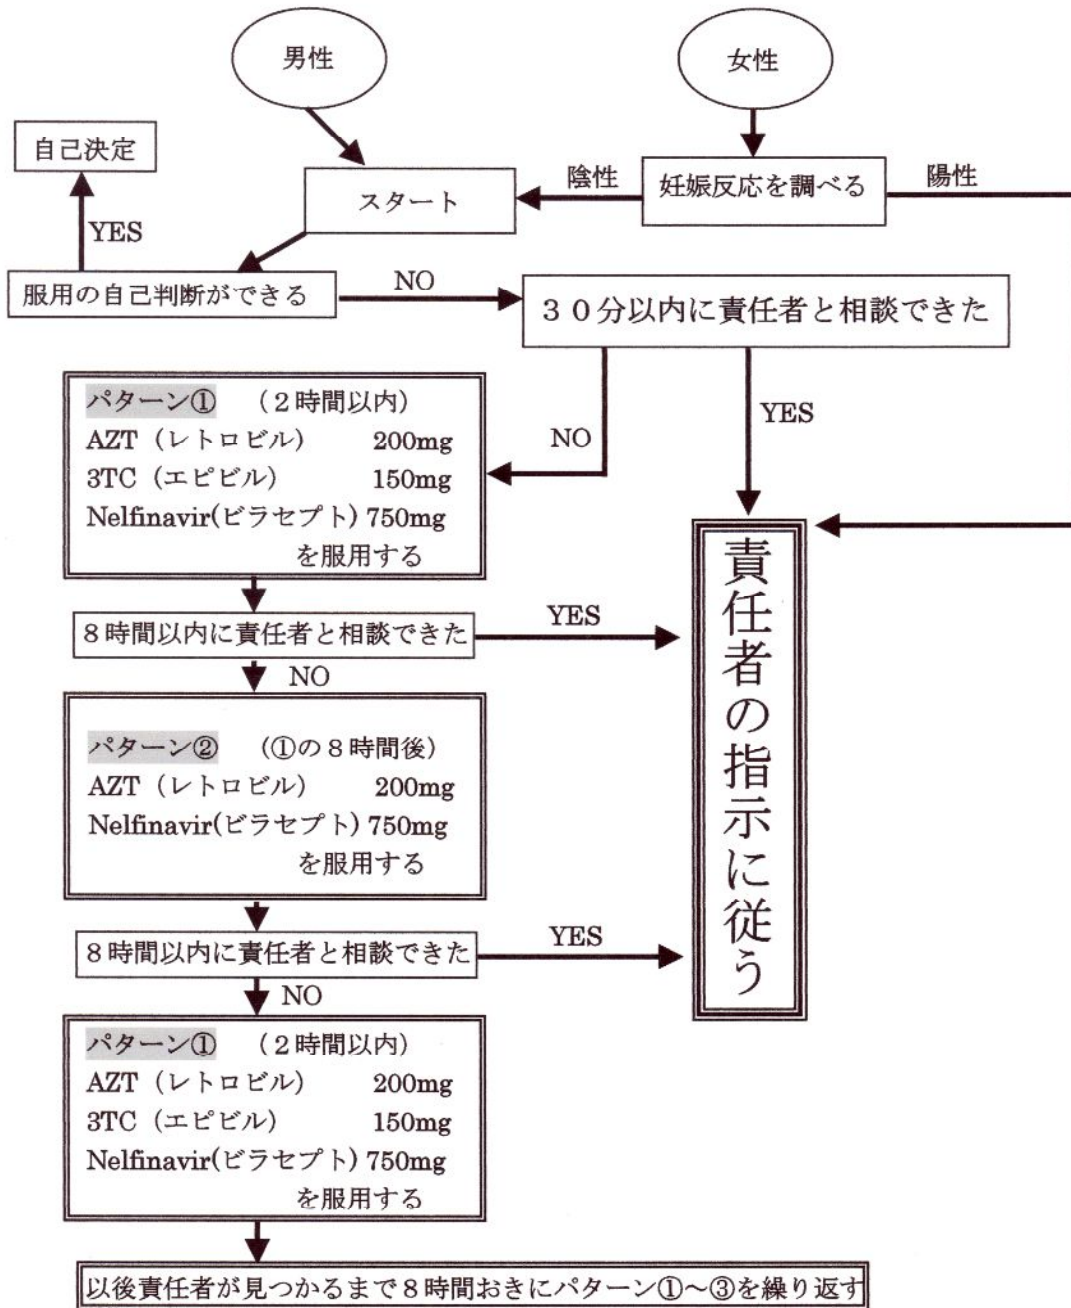 男性
女性
自己決定
スタート
陰性
妊娠反応を調べる
陽性
YES
服用の自己判断ができる
NO
30分以内に責任者と相談できた
パターン① (2時間以内)
AZT (レトロビル) 200mg
3TC (エピビル) 150mg
Nelfinavir(ビラセプト) 750mg
を服用する
NO
YES
8時間以内に責任者と相談できた
YES
NO
責任者の指示に従う
パターン② (①の8時間後)
AZT (レトロビル) 200mg
Nelfinavir(ビラセプト) 750mg
を服用する
8時間以内に責任者と相談できた
YES
NO
パターン① (2時間以内)
AZT (レトロビル) 200mg
3TC (エピビル) 150mg
Nelfinavir(ビラセプト) 750mg
を服用する
以後責任者が見つかるまで8時間おきにパターン①~③を繰り返す